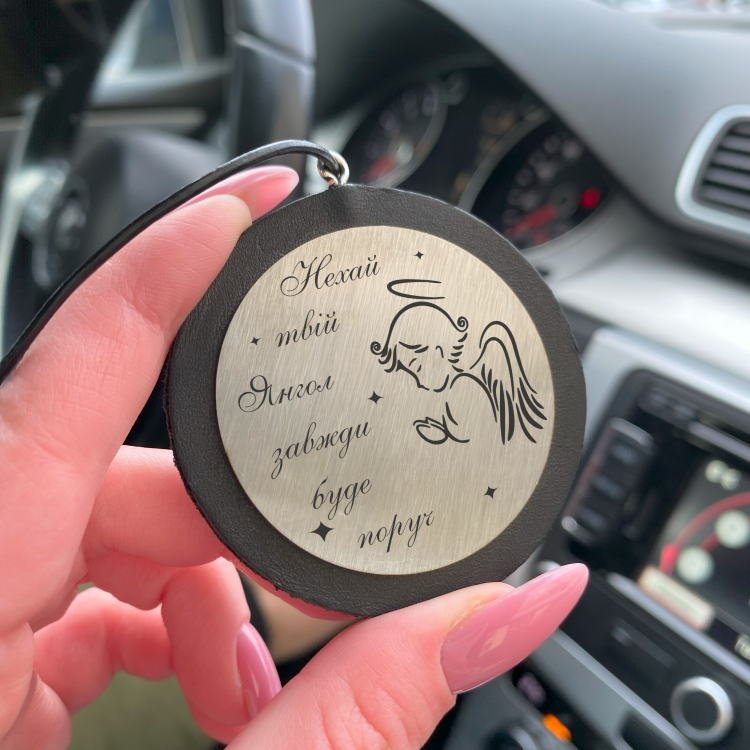 Нехай
твій
Янгол
завжди
буде
поруч